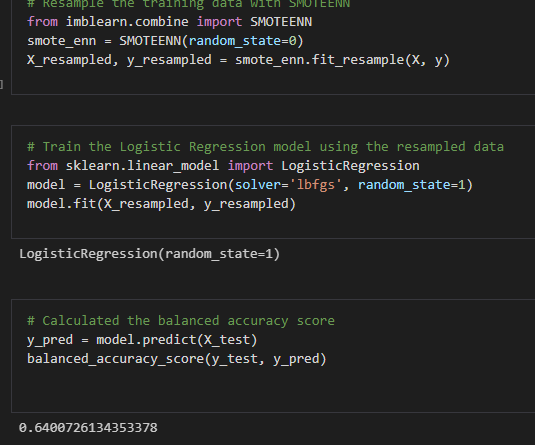 # Resample the training data with SMOTEENN
from imblearn.combine import SMOTEENN
smote_enn = SMOTEENN(random_state=0)
X_resampled, y_resampled = smote_enn.fit_resample(X, y)
]
# Train the Logistic Regression model using the resampled data
from sklearn.linear_model import LogisticRegression
model = LogisticRegression(solver='lbfgs', random_state=1)
model.fit(X_resampled, y_resampled)
LogisticRegression(random_state=1)
# Calculated the balanced accuracy score
y_pred = model.predict(X_test)
balanced_accuracy_score(y_test, y_pred)
0.6400726134353378